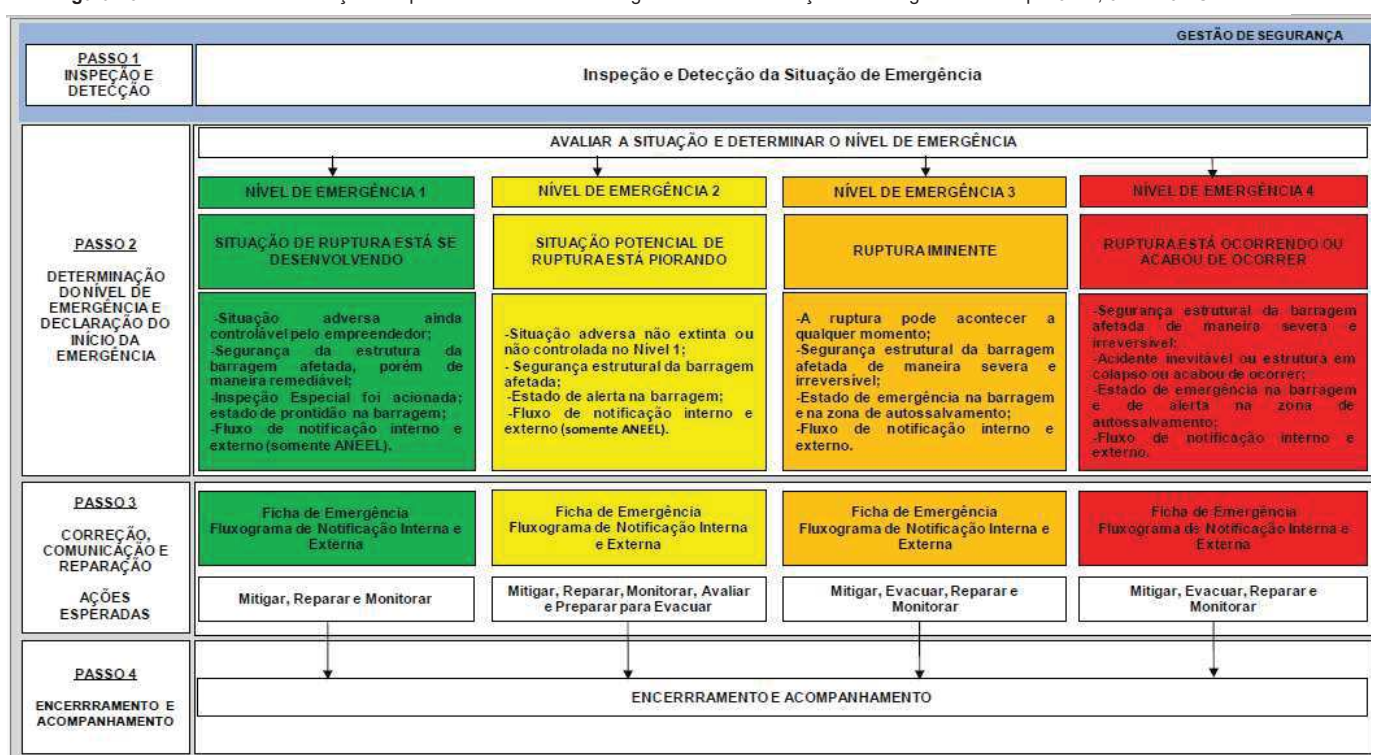 GESTÃO DE SEGURANÇA
PASSO 1
INSPEÇÃO E
DETECÇÃO
Inspeção e Detecção da Situação de Emergência
AVALIAR A SITUAÇÃO E DETERMINAR O NÍVEL DE EMERGÊNCIA
PASSO 2
DETERMINAÇÃO
DO NÍVEL DE
EMERGÊNCIA E
DECLARAÇÃO DO
INÍCIO DA
EMERGÊNCIA
NÍVEL DE EMERGÊNCIA 1
SITUAÇÃO DE RUPTURA ESTÁ SE
DESENVOLVENDO
-Situação adversa ainda
controlável pelo empreendedor;
-Segurança da estrutura da
barragem afetada, porém de
maneira remediável;
-Inspeção Especial foi acionada;
estado de prontidão na barragem;
-Fluxo de notificação interno e
externo (somente ANEEL).
NÍVEL DE EMERGÊNCIA 2
SITUAÇÃO POTENCIAL DE
RUPTURA ESTÁ PIORANDO
-Situação adversa não extinta ou
não controlada no Nível 1;
- Segurança estrutural da barragem
afetada;
-Estado de alerta na barragem;
-Fluxo de notificação interno e
externo (somente ANEEL).
NÍVEL DE EMERGÊNCIA 3
RUPTURA IMINENTE
-A ruptura pode acontecer a
qualquer momento;
-Segurança estrutural da barragem
afetada de maneira severa e
irreversível;
-Estado de emergência na barragem
e na zona de autossalvamento;
-Fluxo de notificação interno e
externo.
NÍVEL DE EMERGÊNCIA 4
RUPTURA ESTÁ OCORRENDO OU
ACABOU DE OCORRER
-Segurança estrutural da barragem
afetada de maneira severa e
irreversível;
-Acidente inevitável ou estrutura em
colapso ou acabou de ocorrer;
-Estado de emergência na barragem
e de alerta na zona de
autossalvamento;
-Fluxo de notificação interno e
externo.
PASSO 3
CORREÇÃO,
COMUNICAÇÃO E
REPARAÇÃO
AÇÕES
ESPERADAS
Ficha de Emergência
Fluxograma de Notificação Interna e
Externa
Ficha de Emergência
Fluxograma de Notificação Interna
e Externa
Ficha de Emergência
Fluxograma de Notificação Interna e
Externa
Ficha de Emergência
Fluxograma de Notificação Interna e
Externa
Mitigar, Reparar e Monitorar
Mitigar, Reparar, Monitorar, Avaliar
e Preparar para Evacuar
Mitigar, Evacuar, Reparar e
Monitorar
Mitigar, Evacuar, Reparar e
Monitorar
PASSO 4
ENCERRRAMENTO E
ACOMPANHAMENTO
ENCERRRAMENTO E ACOMPANHAMENTO